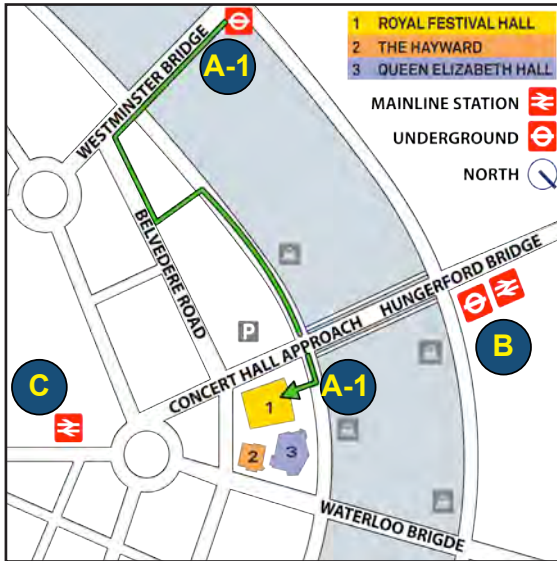 WESTMINSTER BRIDGE
A-1
1 ROYAL FESTIVAL HALL
2 THE HAYWARD
3 QUEEN ELIZABETH HALL
MAINLINE STATION
UNDERGROUND
NORTH
BELVEDERE ROAD
HUNGERFORD BRIDGE
P
CONCERT HALL APPROACH
B
C
A-1
1
2
3
WATERLOO BRIGDE